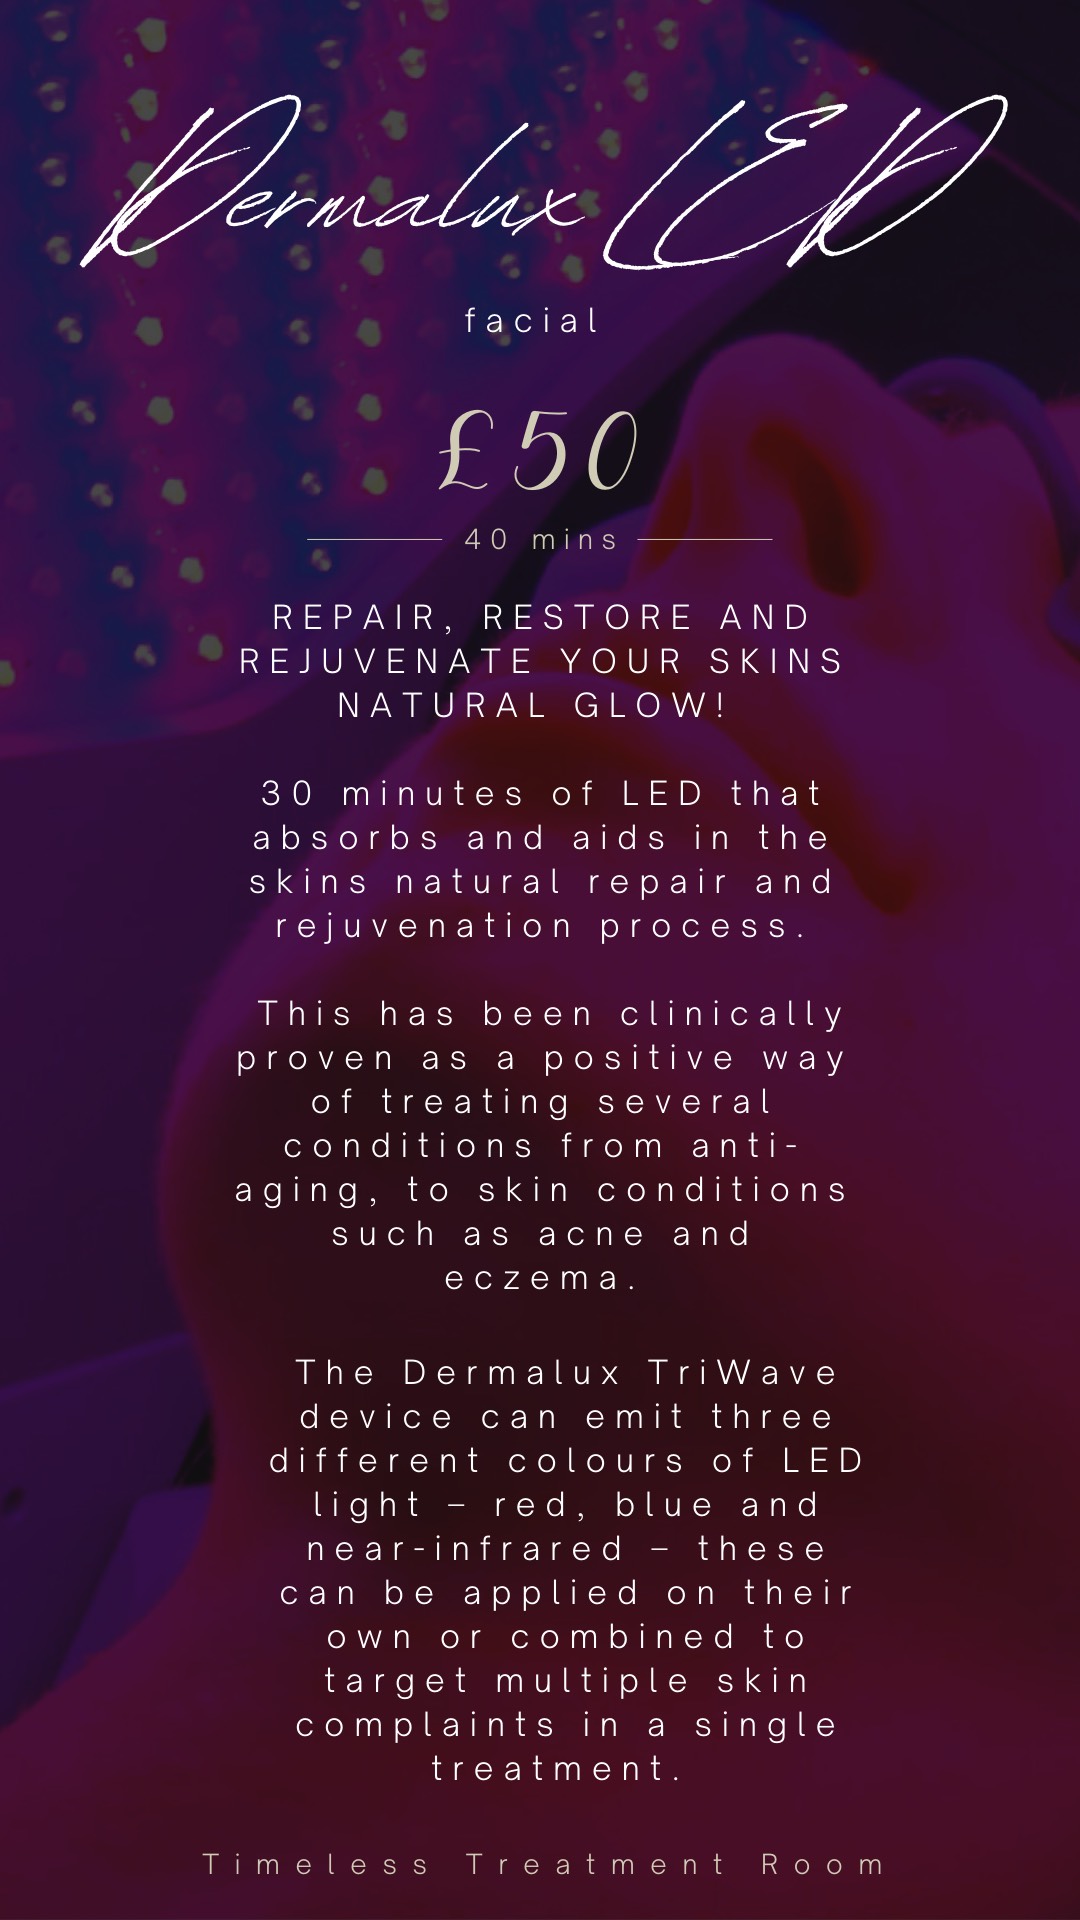 Dermalux LED
facial
£50
40 mins
REPAIR, RESTORE AND
REJUVENATE YOUR SKINS
NATURAL GLOW!
30 minutes of LED that
absorbs and aids in the
skins natural repair and
rejuvenation process.
This has been clinically
proven as a positive way
of treating several
conditions from anti-
aging, to skin conditions
such as acne and
eczema.
The Dermalux TriWave
device can emit three
different colours of LED
light – red, blue and
near-infrared – these
can be applied on their
own or combined to
target multiple skin
complaints in a single
treatment.
Timeless Treatment Room